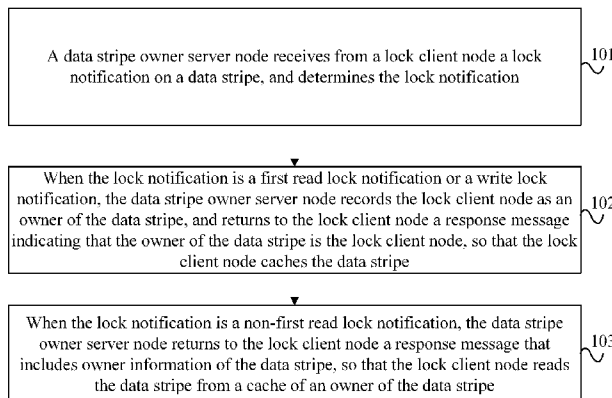 A data stripe owner server node receives from a lock client node a lock
notification on a data stripe, and determines the lock notification
101
When the lock notification is a first read lock notification or a write lock
notification, the data stripe owner server node records the lock client node as an
owner of the data stripe, and returns to the lock client node a response message
indicating that the owner of the data stripe is the lock client node, so that the lock
client node caches the data stripe
102
When the lock notification is a non-first read lock notification, the data stripe
owner server node returns to the lock client node a response message that
includes owner information of the data stripe, so that the lock client node reads
the data stripe from a cache of an owner of the data stripe
103